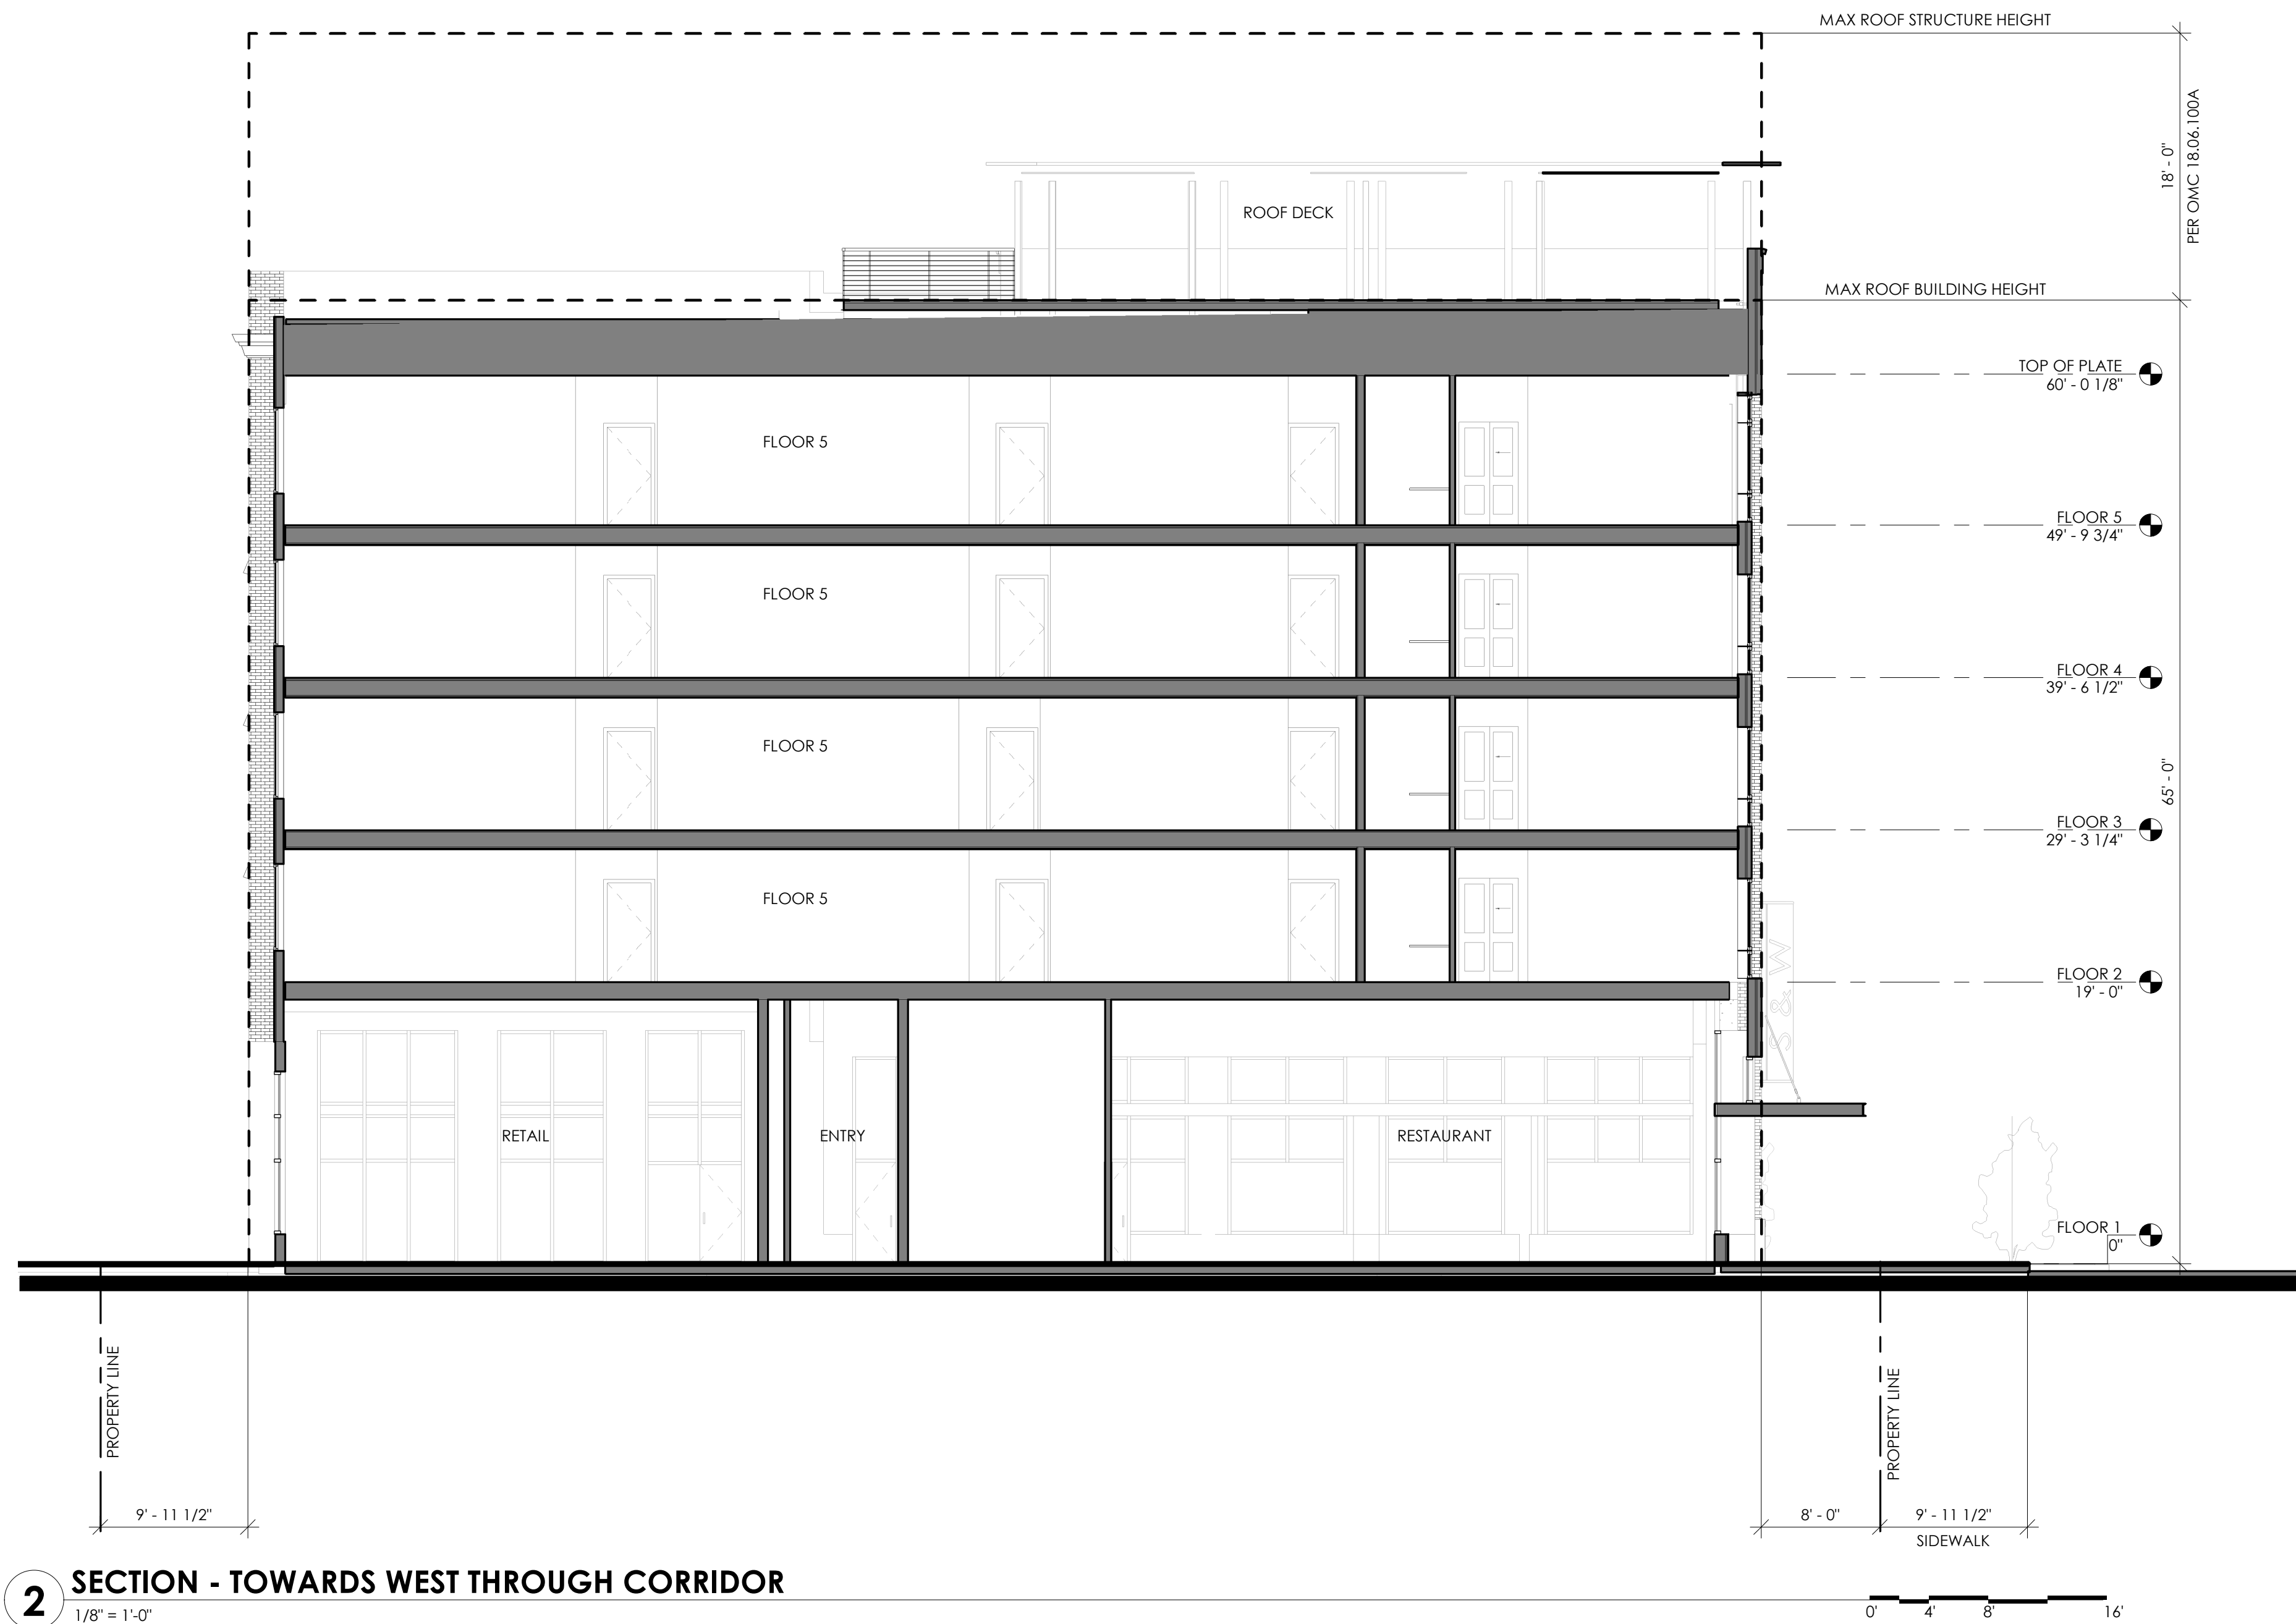 MAX ROOF STRUCTURE HEIGHT
18' - 0"
PER OMC 18.06.100A
ROOF DECK
MAX ROOF BUILDING HEIGHT
TOP OF PLATE
60' - 0 1/8"
FLOOR 5
FLOOR 5
49' - 9 3/4"
FLOOR 5
FLOOR 4
39' - 6 1/2"
FLOOR 5
65' - 0"
FLOOR 3
29' - 3 1/4"
FLOOR 5
S & W
FLOOR 2
19' - 0"
RETAIL
ENTRY
RESTAURANT
FLOOR 1
0"
PROPERTY LINE
PROPERTY LINE
9' - 11 1/2"
8' - 0"
9' - 11 1/2"
SIDEWALK
2
SECTION - TOWARDS WEST THROUGH CORRIDOR
1/8" = 1'-0"
0' 4' 8' 16'